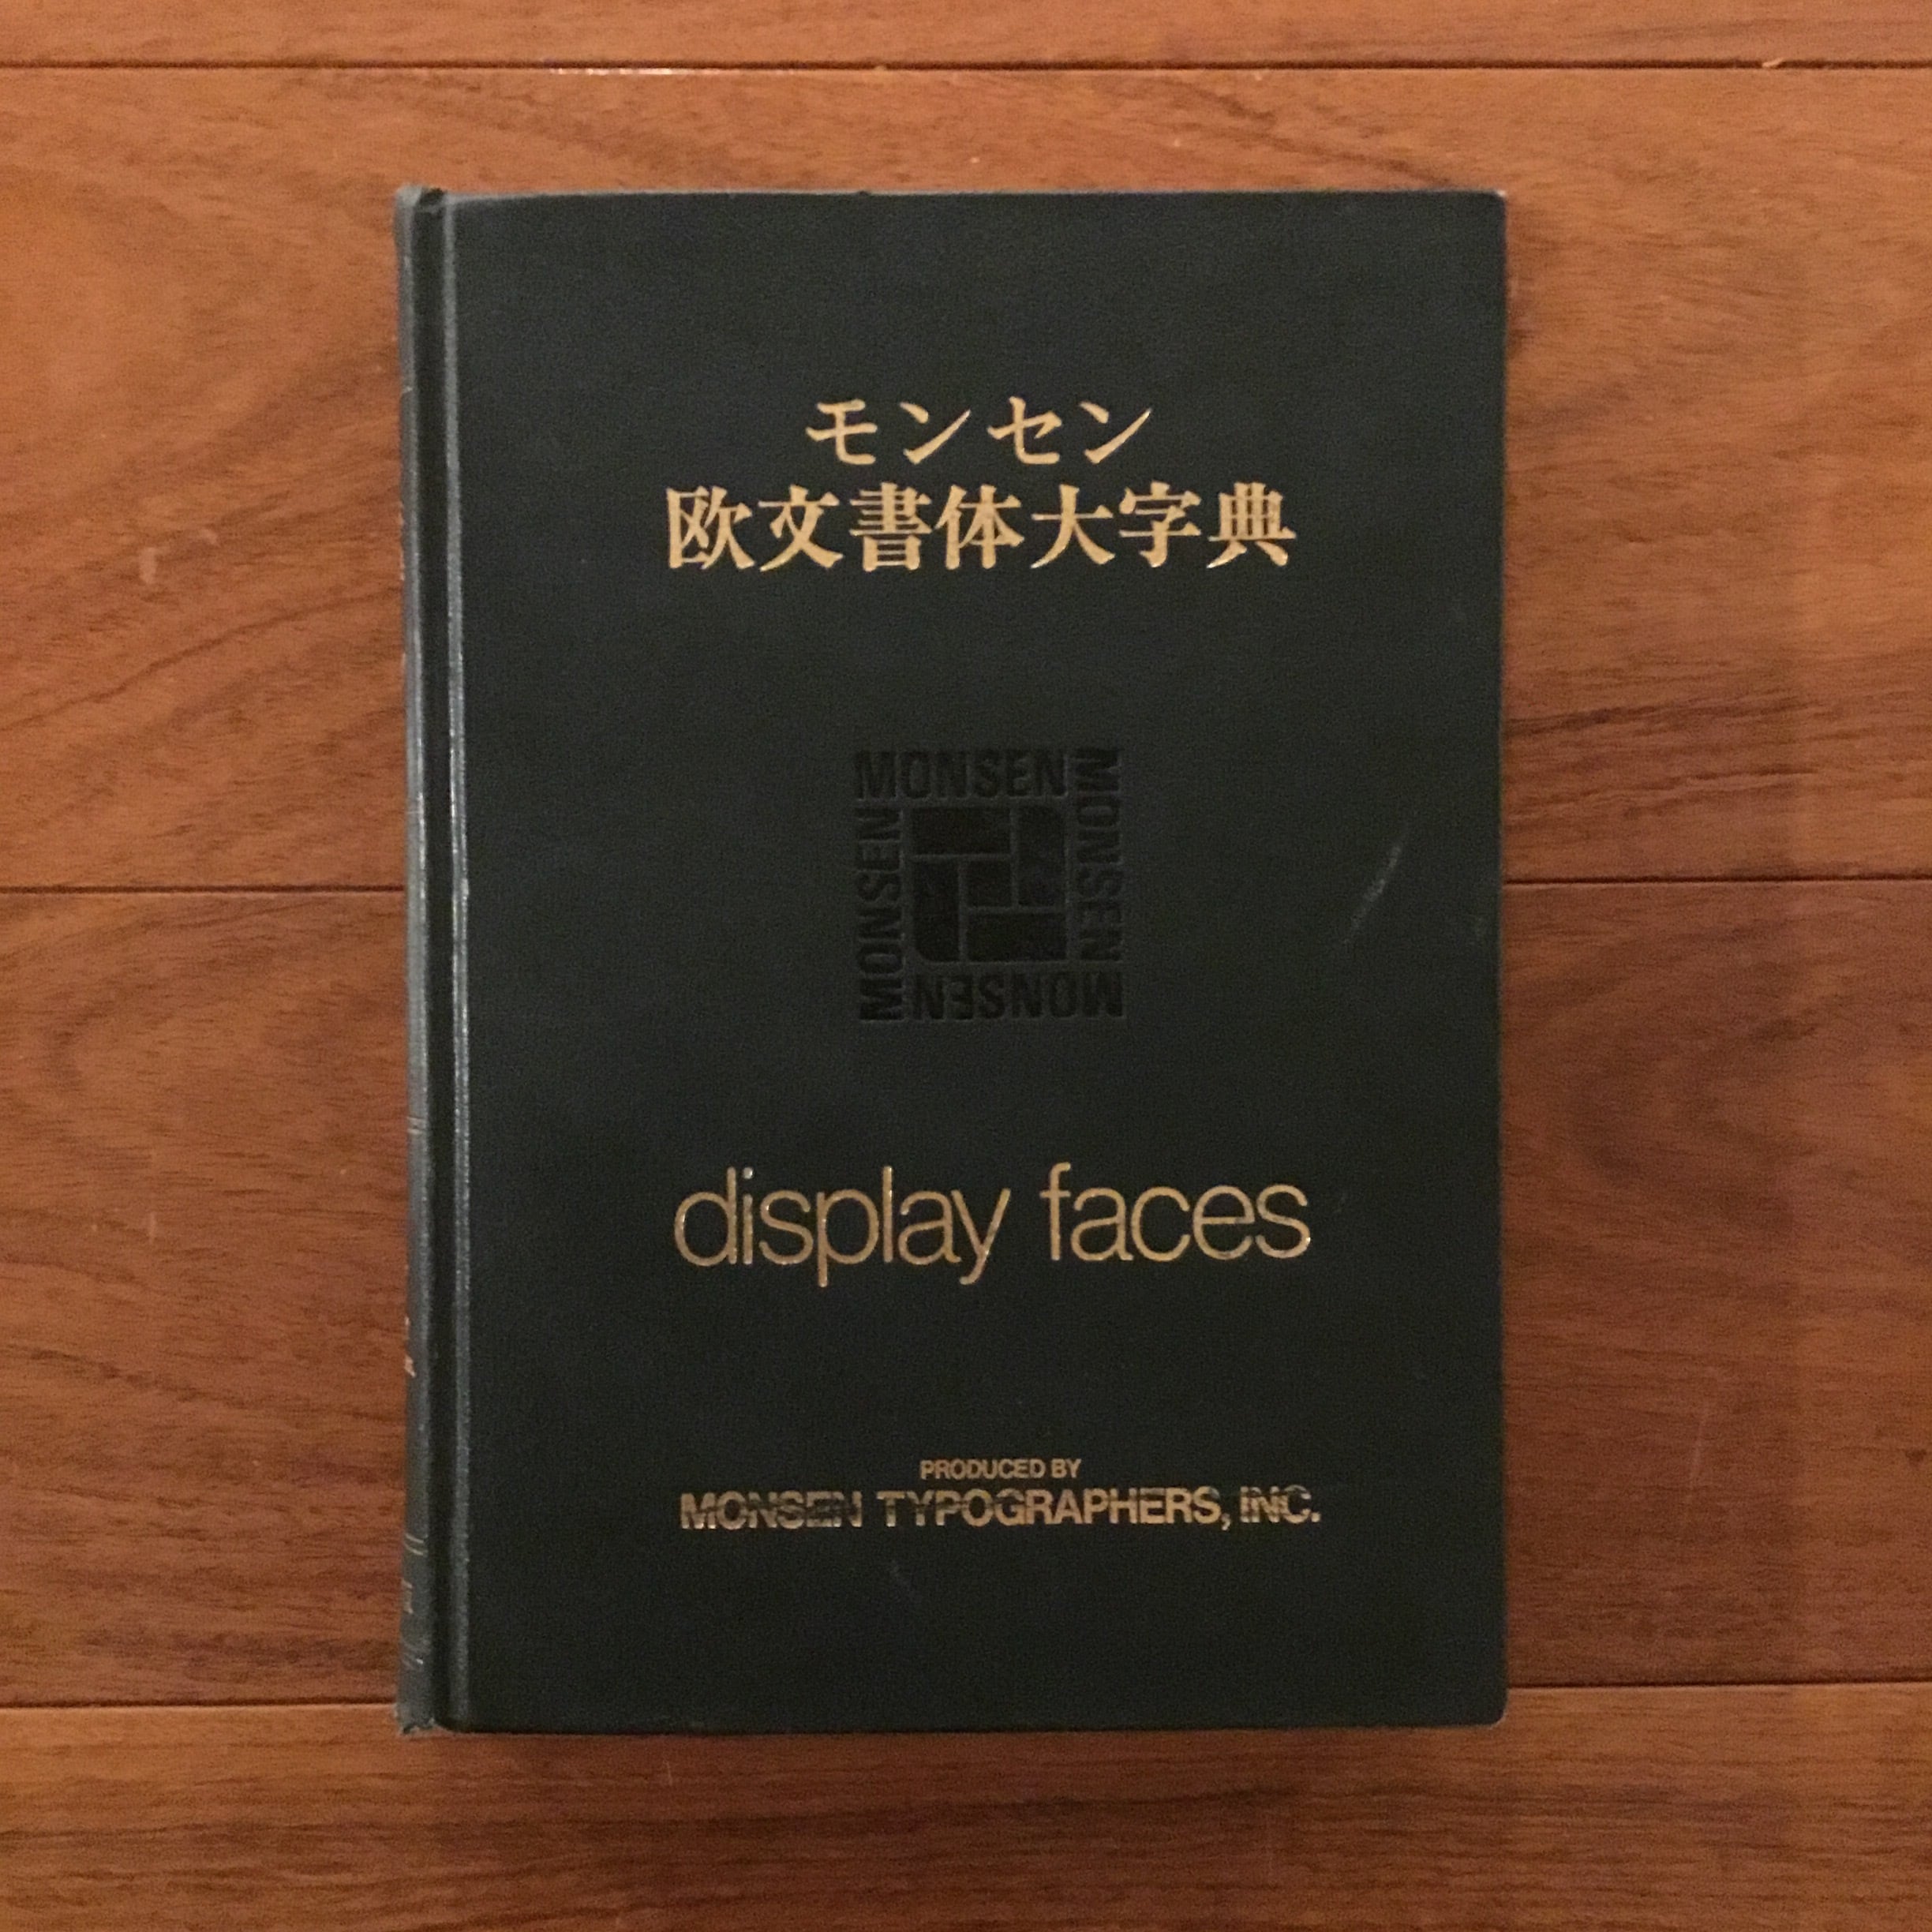 モンセン
欧文書体大字典
MONSEN
MONSEN
MONSEN
MONSEN
display faces
PRODUCED BY
MONSEN TYPOGRAPHERS, INC.